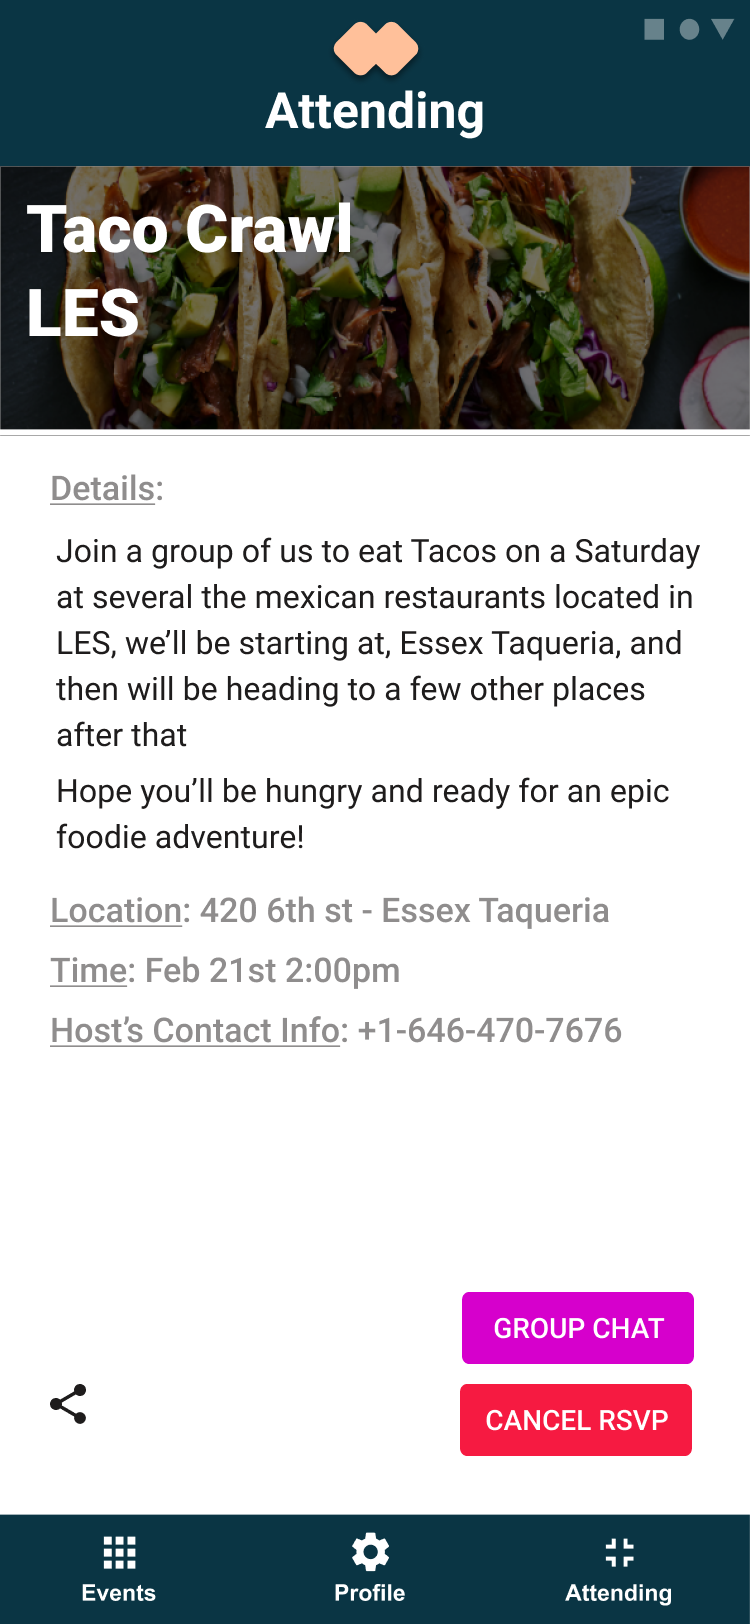 Attending
Taco Crawl
LES
Details:
Join a group of us to eat Tacos on a Saturday
at several the mexican restaurants located in
LES, we’ll be starting at, Essex Taqueria, and
then will be heading to a few other places
after that
Hope you’ll be hungry and ready for an epic
foodie adventure!
Location: 420 6th st - Essex Taqueria
Time: Feb 21st 2:00pm
Host’s Contact Info: +1-646-470-7676
GROUP CHAT
CANCEL RSVP
Events
Profile
Attending